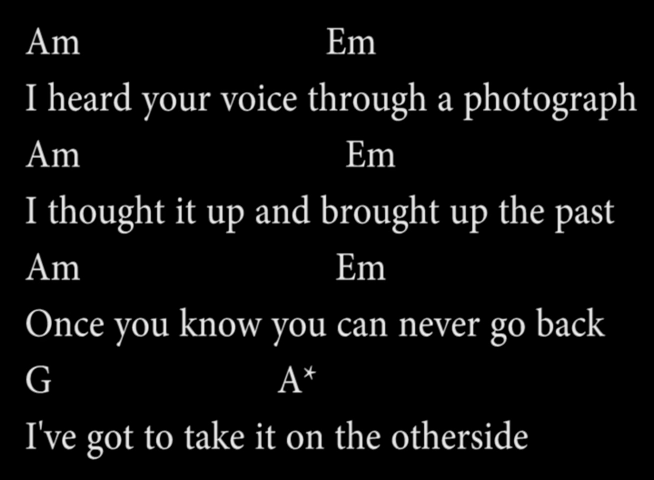 Am Em
I heard your voice through a photograph
Am Em
I thought it up and brought up the past
Am Em
Once you know you can never go back
G A*
I've got to take it on the otherside